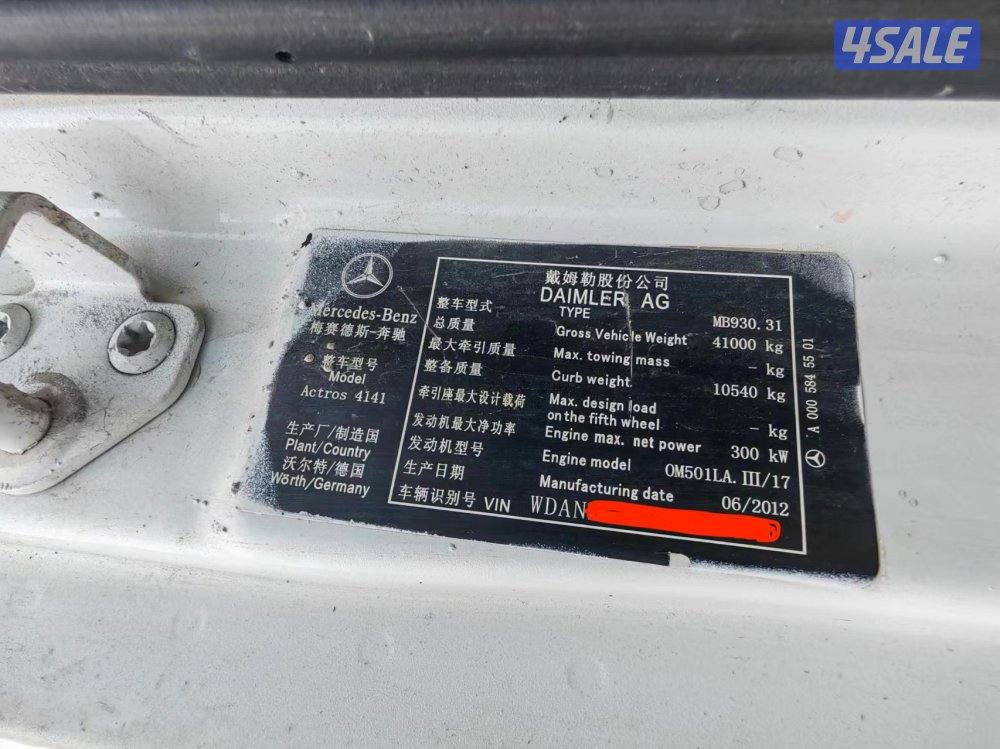 4SALE
Mercedes-Benz
梅赛德斯-奔驰
整车型号
Model
Actros 4141
生产厂/制造国
Plant/Country
沃尔特/德国
Wörth/Germany
戴姆勒股份公司
DAIMLER AG
整车型式 TYPE MB930.31
总质量 Gross Vehicle Weight 41000 kg
最大牵引质量 Max. towing mass - kg
整备质量 Curb weight 10540 kg
牵引座最大设计载荷 Max. design load
on the fifth wheel - kg
发动机最大净功率 Engine max. net power 300 kW
发动机型号 Engine model OM501LA.III/17
生产日期 Manufacturing date 06/2012
车辆识别号 VIN WDAN
A 000 584 55 01